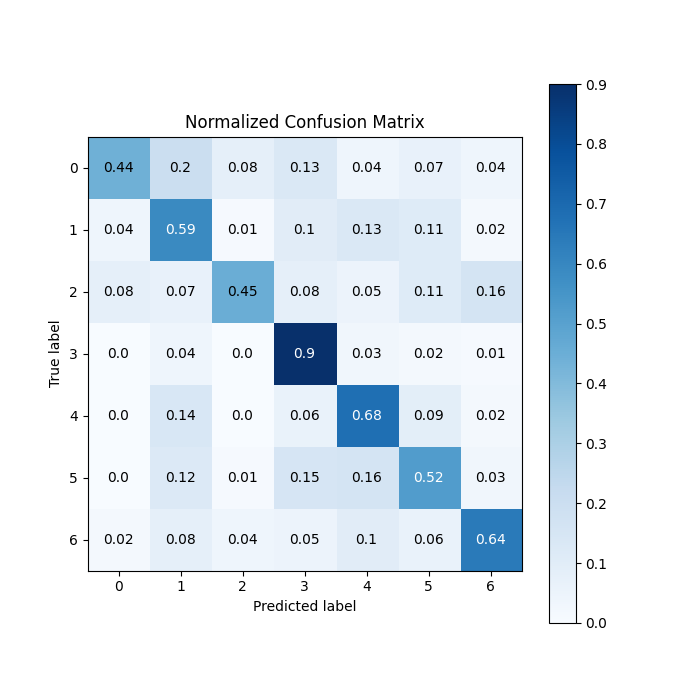 Normalized Confusion Matrix
True label
0 0.44 0.2 0.08 0.13 0.04 0.07 0.04
1 0.04 0.59 0.01 0.1 0.13 0.11 0.02
2 0.08 0.07 0.45 0.08 0.05 0.11 0.16
3 0.0 0.04 0.0 0.9 0.03 0.02 0.01
4 0.0 0.14 0.0 0.06 0.68 0.09 0.02
5 0.0 0.12 0.01 0.15 0.16 0.52 0.03
6 0.02 0.08 0.04 0.05 0.1 0.06 0.64
0 1 2 3 4 5 6
Predicted label
0.9
0.8
0.7
0.6
0.5
0.4
0.3
0.2
0.1
0.0